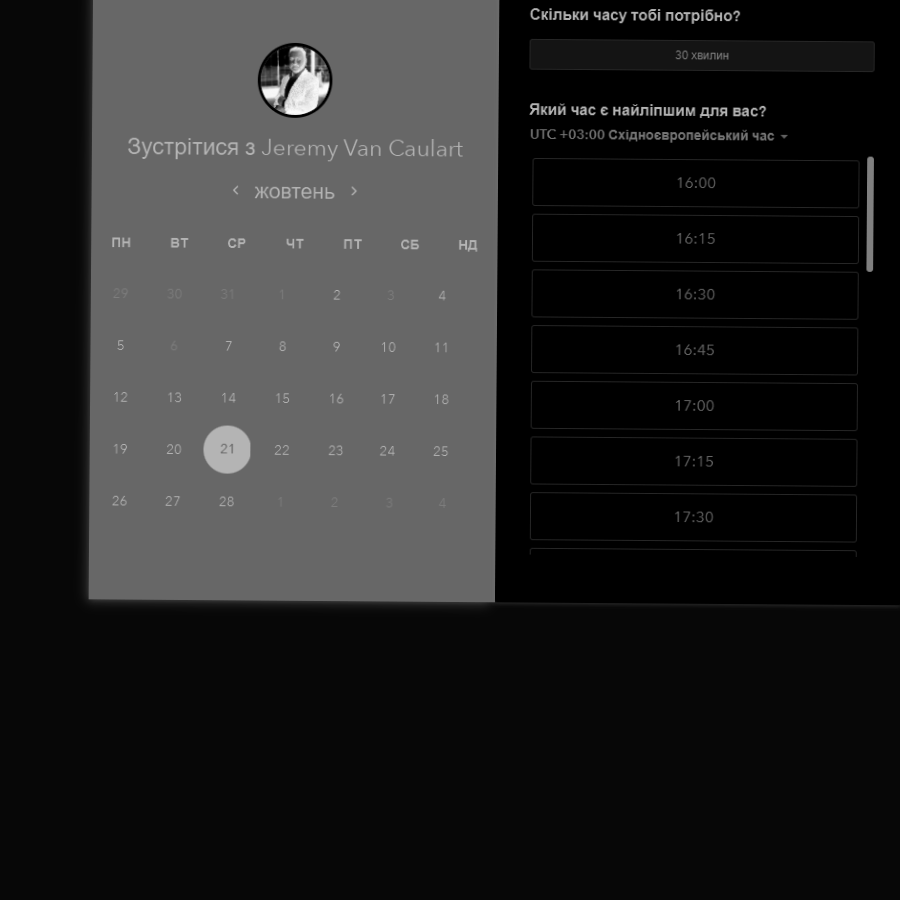 Зустрітися з Jeremy Van Caulart
жовтень
ПН ВТ СР ЧТ ПТ СБ НД
29 30 31 1 2 3 4
5 6 7 8 9 10 11
12 13 14 15 16 17 18
19 20 21 22 23 24 25
26 27 28 1 2 3 4
Скільки часу тобі потрібно?
30 хвилин
Який час є найліпшим для вас?
UTC +03:00 Східноєвропейський час
16:00
16:15
16:30
16:45
17:00
17:15
17:30